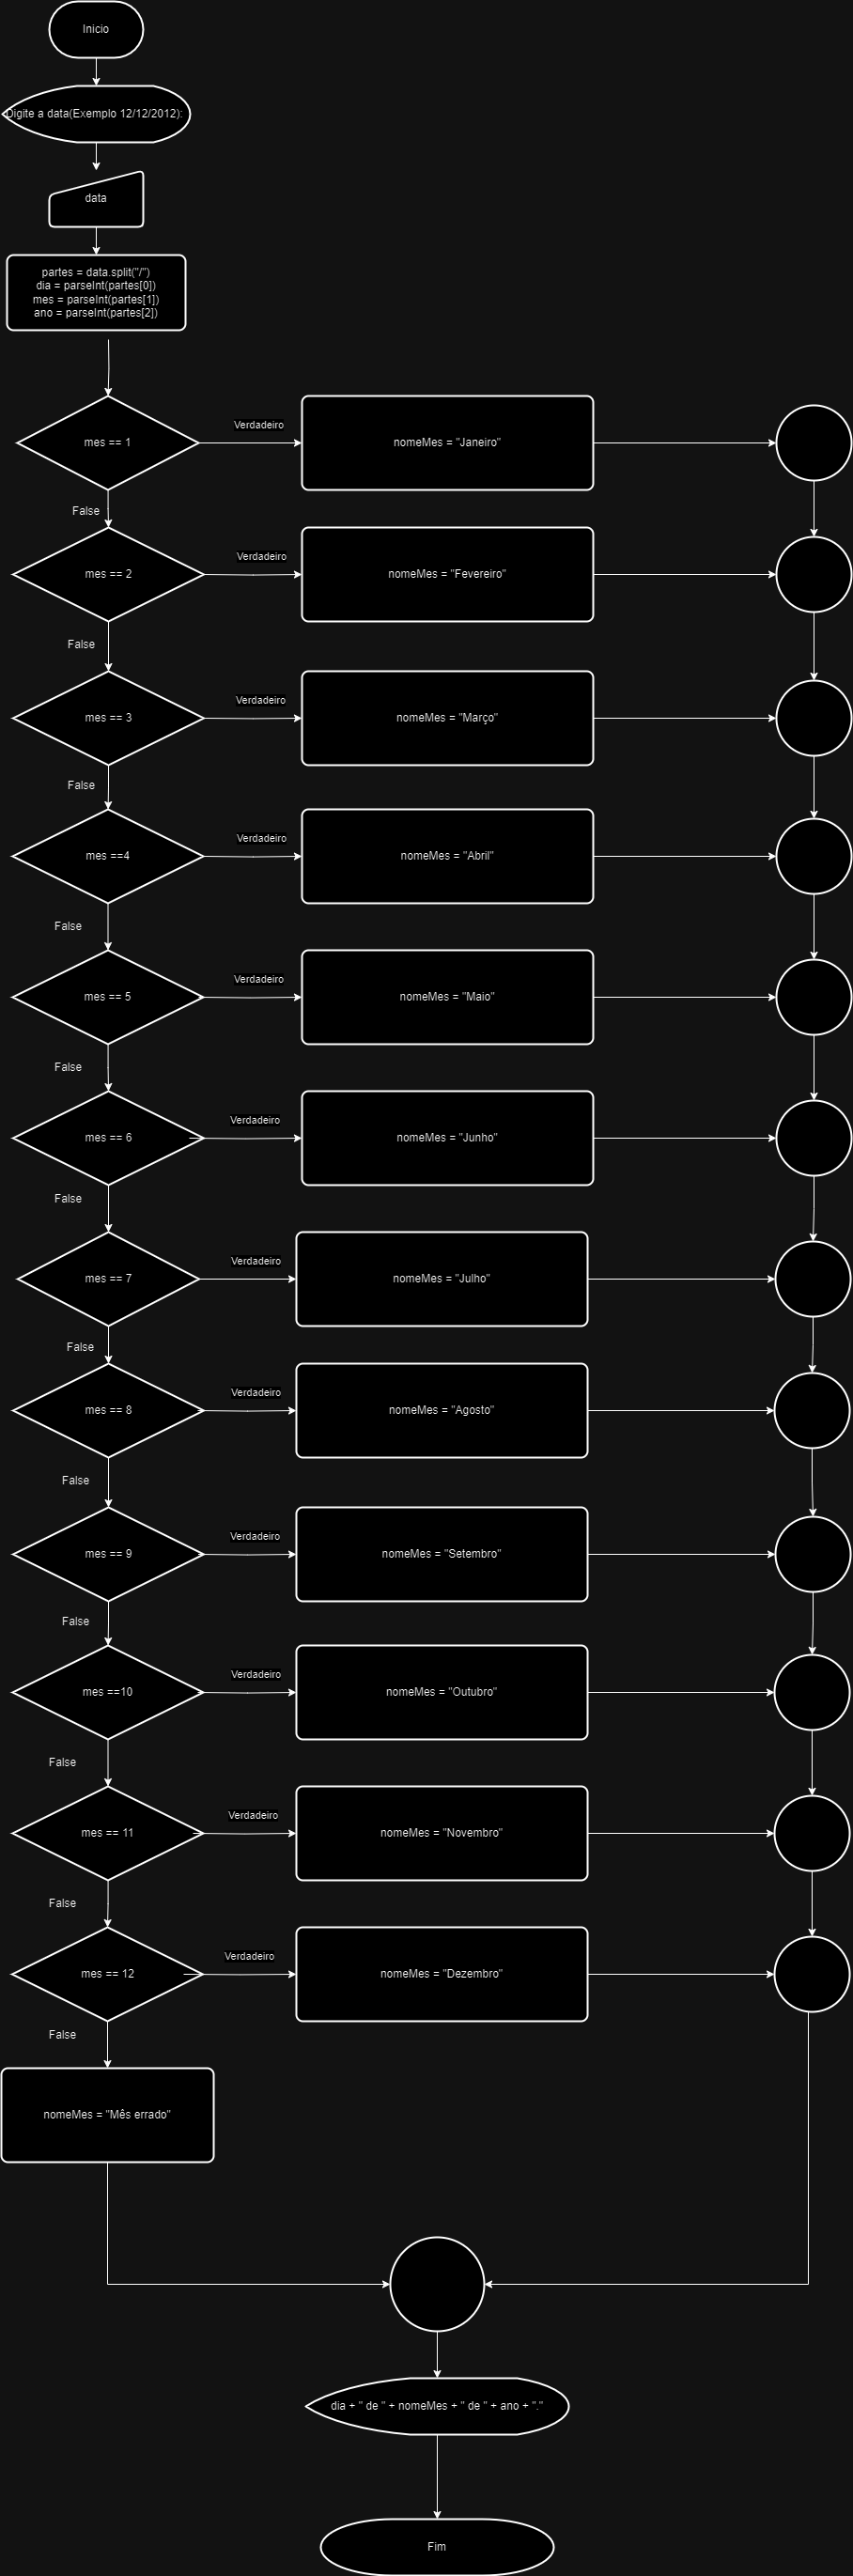 Inicio
Digite a data(Exemplo 12/12/2012):
data
partes = data.split("/")
dia = parseInt(partes[0])
mes = parseInt(partes[1])
ano = parseInt(partes[2])
mes == 1
Verdadeiro
nomeMes = "Janeiro"
False
mes == 2
Verdadeiro
nomeMes = "Fevereiro"
False
mes == 3
Verdadeiro
nomeMes = "Março"
False
mes ==4
Verdadeiro
nomeMes = "Abril"
False
mes == 5
Verdadeiro
nomeMes = "Maio"
False
mes == 6
Verdadeiro
nomeMes = "Junho"
False
mes == 7
Verdadeiro
nomeMes = "Julho"
False
mes == 8
Verdadeiro
nomeMes = "Agosto"
False
mes == 9
Verdadeiro
nomeMes = "Setembro"
False
mes ==10
Verdadeiro
nomeMes = "Outubro"
False
mes == 11
Verdadeiro
nomeMes = "Novembro"
False
mes == 12
Verdadeiro
nomeMes = "Dezembro"
False
nomeMes = "Mês errado"
dia + " de " + nomeMes + " de " + ano + "."
Fim